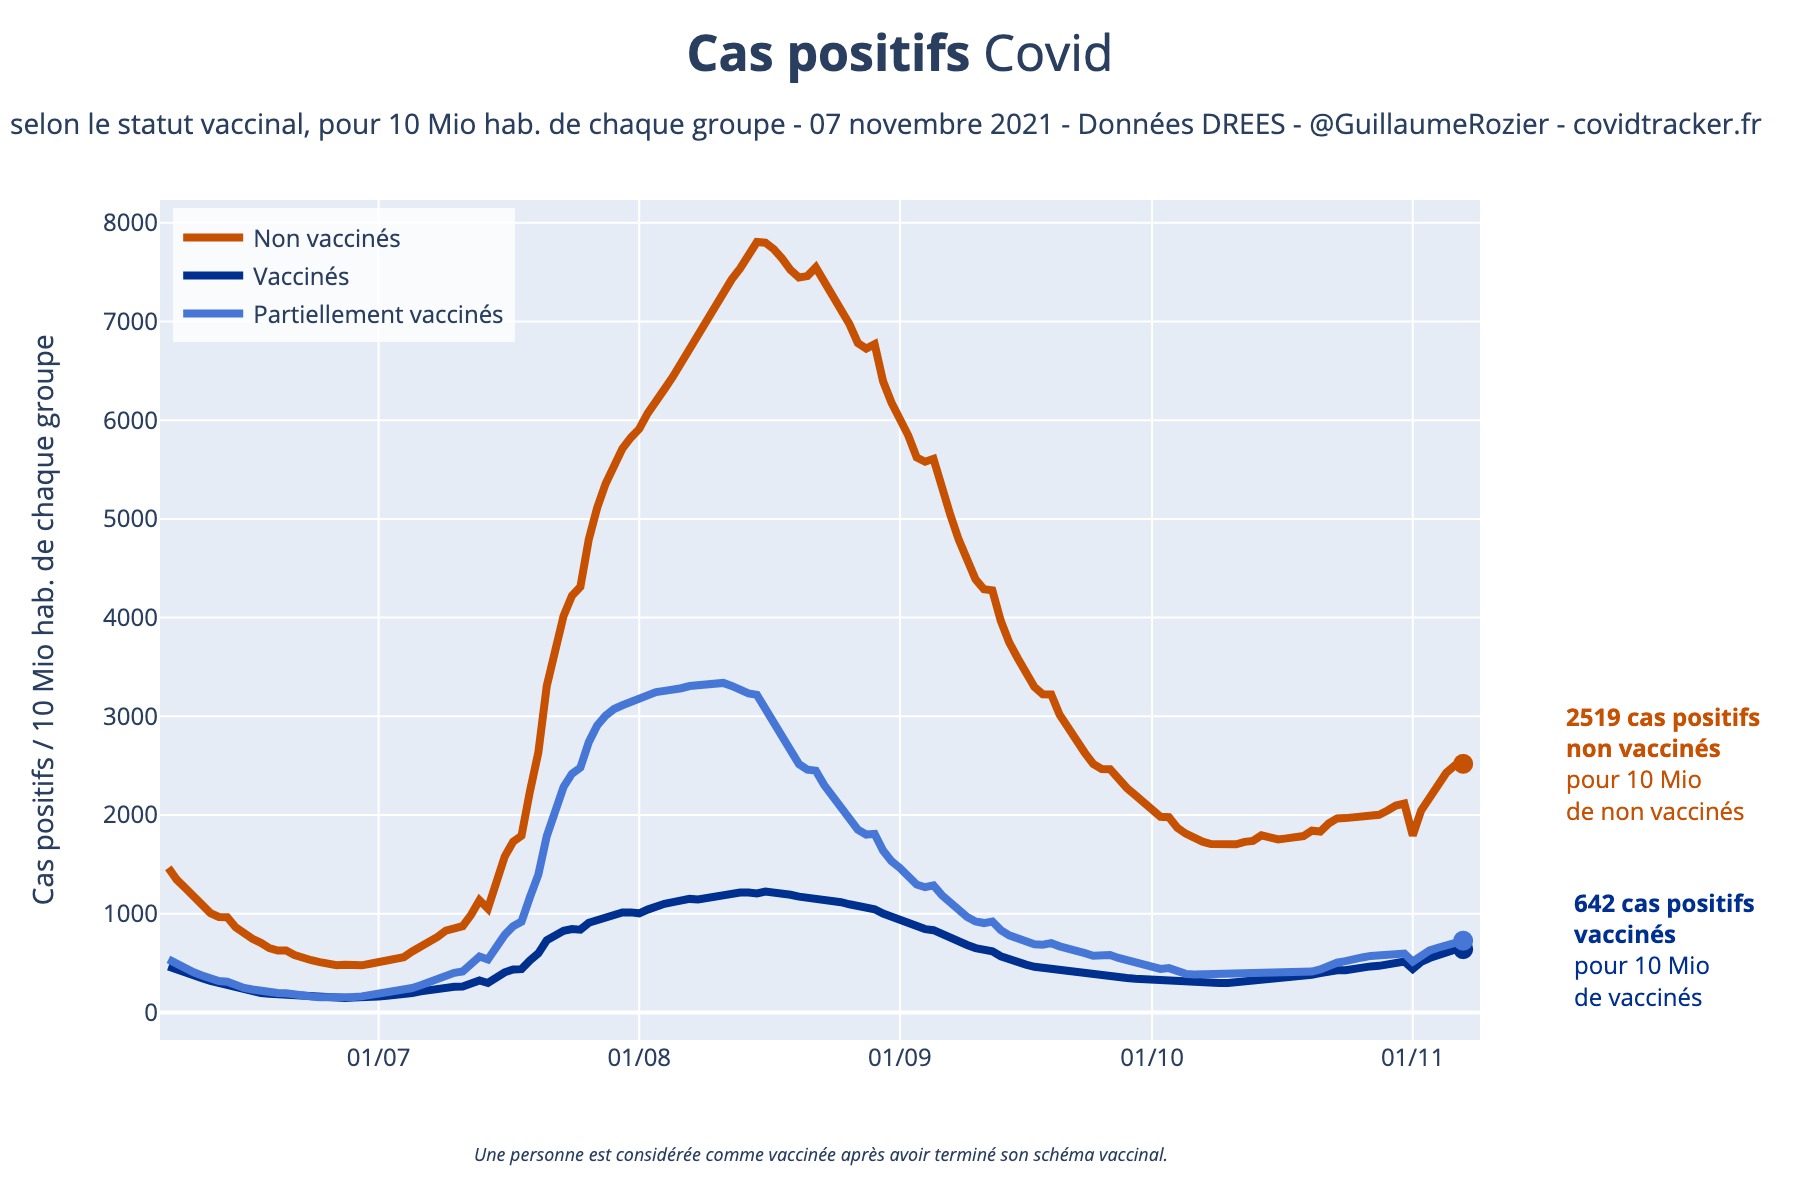 Cas positifs Covid
selon le statut vaccinal, pour 10 Mio hab. de chaque groupe - 07 novembre 2021 - Données DREES - @GuillaumeRozier - covidtracker.fr
Cas positifs / 10 Mio hab. de chaque groupe
8000
7000
6000
5000
4000
3000
2000
1000
0
Non vaccinés
Vaccinés
Partiellement vaccinés
2519 cas positifs
non vaccinés
pour 10 Mio
de non vaccinés
642 cas positifs
vaccinés
pour 10 Mio
de vaccinés
01/07
01/08
01/09
01/10
01/11
Une personne est considérée comme vaccinée après avoir terminé son schéma vaccinal.